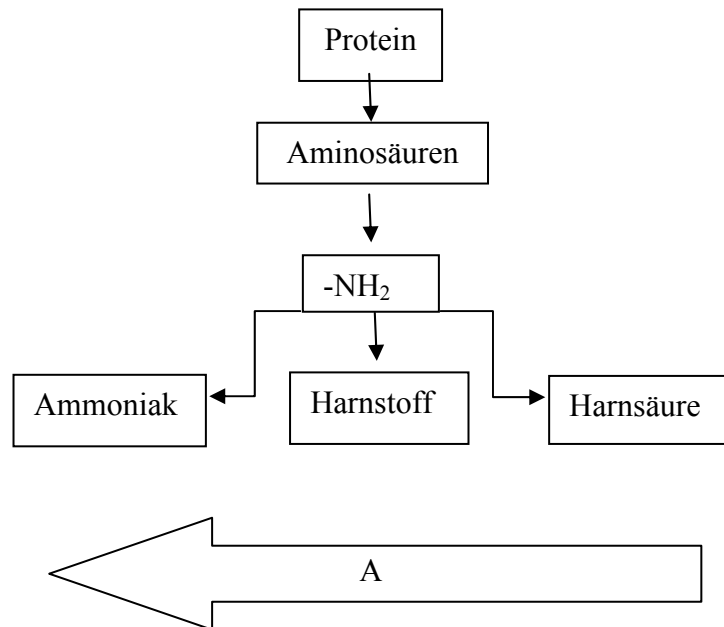 Protein
Aminosäuren
-NH₂
Ammoniak
Harnstoff
Harnsäure
A